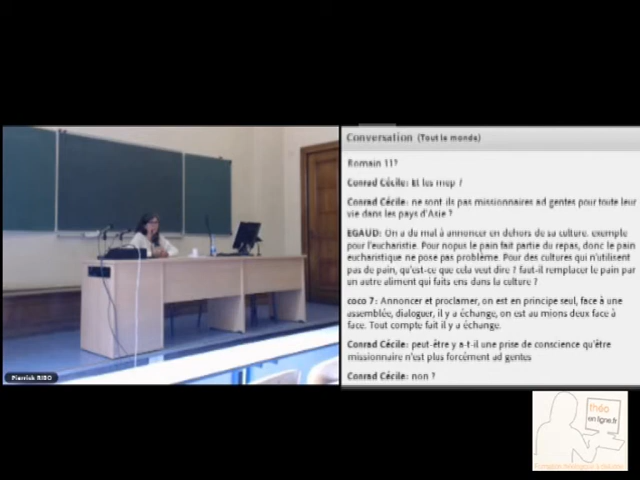 Conversation (Tout le monde)
Romain 11?
Conrad Cécile: Et les mep ?
Conrad Cécile: ne sont ils pas missionnaires ad gentes pour toute leur
vie dans les pays d'Asie ?
EGAUD: On a du mal à annoncer en dehors de sa culture. exemple
pour l'eucharistie. Pour nopus le pain fait partie du repas, donc le pain
eucharistique ne pose pas problème. Pour des cultures qui n'utilisent
pas de pain, qu'est-ce que cela veut dire ? faut-il remplacer le pain par
un autre aliment qui faits ens dans la culture ?
coco 7: Annoncer et proclamer, on est en principe seul, face à une
assemblée, dialoguer, il y a échange, on est au mions deux face à
face. Tout compte fait il y a échange.
Conrad Cécile: peut-être y a-t-il une prise de conscience qu'être
missionnaire n'est plus forcément ad gentes
Conrad Cécile: non ?
Pierrick RIBO
théo
en ligne.fr